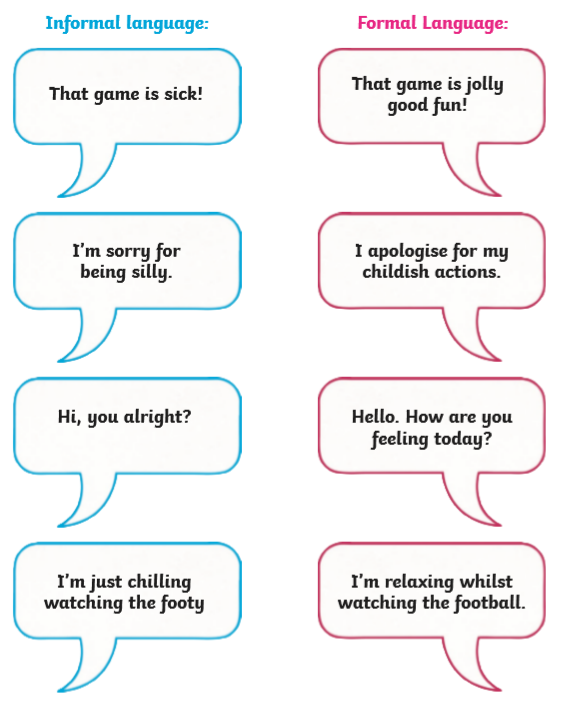 Informal language:
Formal Language:
That game is sick!
That game is jolly
good fun!
I'm sorry for
being silly.
I apologise for my
childish actions.
Hi, you alright?
Hello. How are you
feeling today?
I'm just chilling
watching the footy
I'm relaxing whilst
watching the football.